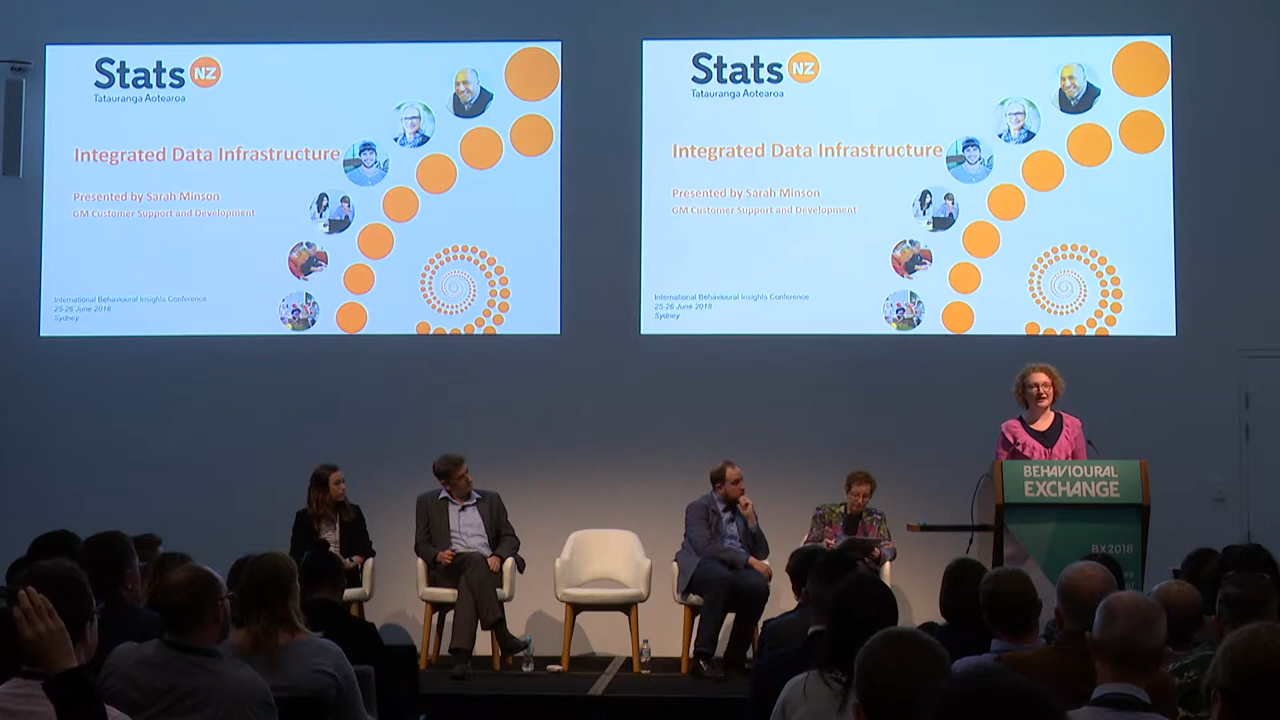 Stats NZ
Tatauranga Aotearoa
Integrated Data Infrastructure
Presented by Sarah Minson
GM Customer Support and Development
International Behavioural Insights Conference
25-26 June 2018
Sydney
Stats NZ
Tatauranga Aotearoa
Integrated Data Infrastructure
Presented by Sarah Minson
GM Customer Support and Development
International Behavioural Insights Conference
25-26 June 2018
Sydney
BEHAVIOURAL
EXCHANGE
BX2018